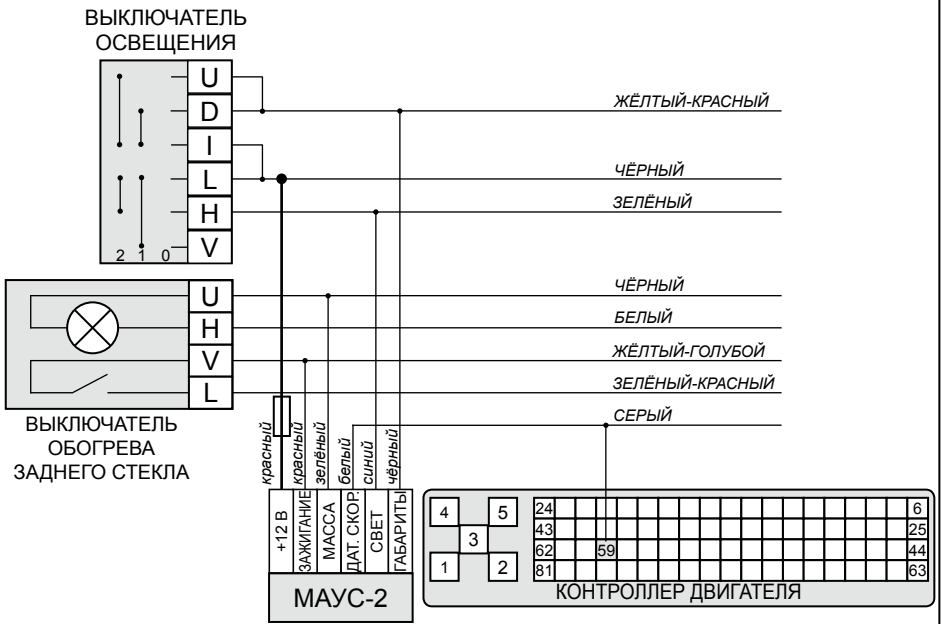 ВЫКЛЮЧАТЕЛЬ
ОСВЕЩЕНИЯ
U
D
I
L
H
V
2 1 0
ЖЁЛТЫЙ-КРАСНЫЙ
ЧЁРНЫЙ
ЗЕЛЁНЫЙ
U
H
V
L
ЧЁРНЫЙ
БЕЛЫЙ
ЖЁЛТЫЙ-ГОЛУБОЙ
ЗЕЛЁНЫЙ-КРАСНЫЙ
СЕРЫЙ
ВЫКЛЮЧАТЕЛЬ
ОБОГРЕВА
ЗАДНЕГО СТЕКЛА
красный
красный
зелёный
белый
синий
чёрный
+12 В
ЗАЖИГАНИЕ
МАССА
ДАТ. СКОР.
СВЕТ
ГАБАРИТЫ
МАУС-2
4 5
3
1 2
24 6
43 25
62 59 44
81 63
КОНТРОЛЛЕР ДВИГАТЕЛЯ